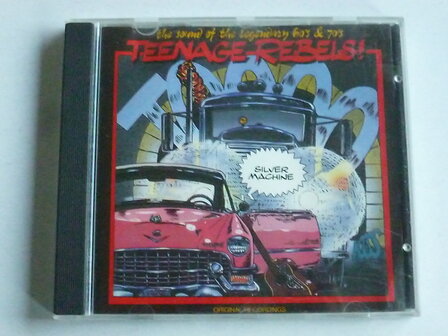 the sound of the legendary 60's & 70's
TEENAGE REBELS!
SILVER
MACHINE
ORIGINAL RECORDINGS